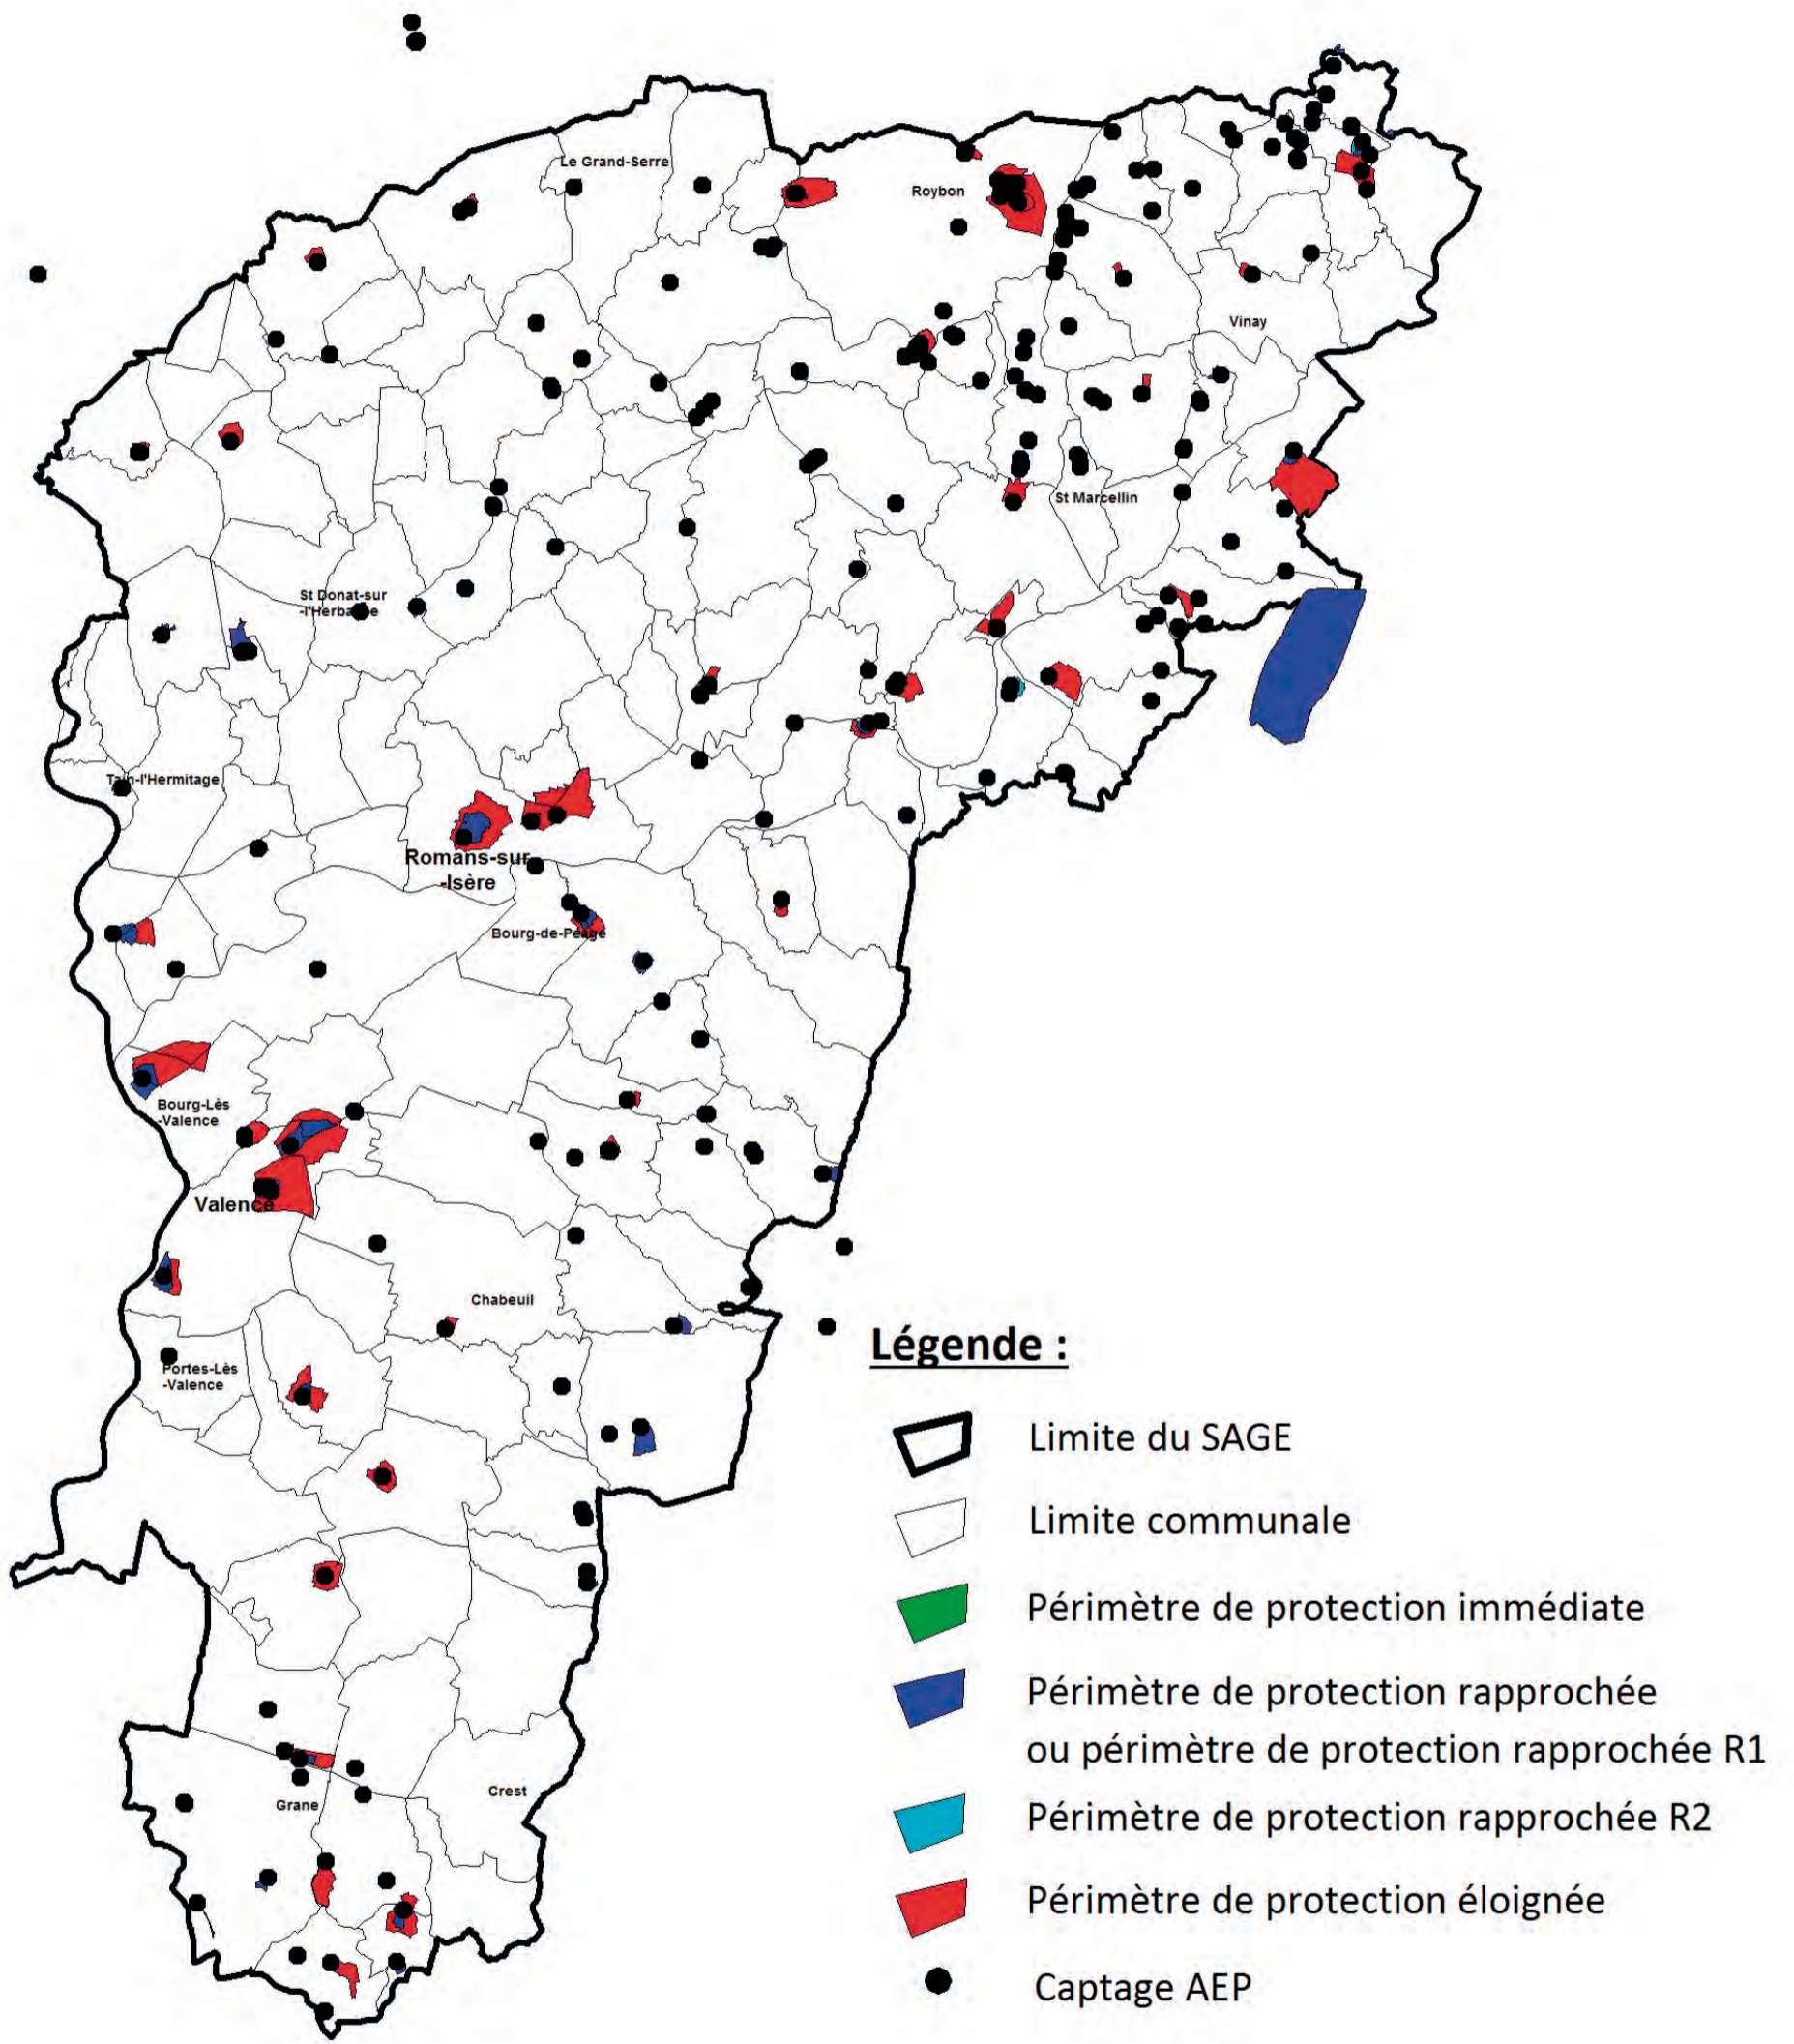 Le Grand-Serre
Roybon
Vinay
St Marcellin
St Donat-sur
-l'Herbasse
Tain-l'Hermitage
Romans-sur
-Isère
Bourg-de-Péage
Bourg-Lès
-Valence
Valence
Chabeuil
Portes-Lès
-Valence
Crest
Grane
Légende :
Limite du SAGE
Limite communale
Périmètre de protection immédiate
Périmètre de protection rapprochée
ou périmètre de protection rapprochée R1
Périmètre de protection rapprochée R2
Périmètre de protection éloignée
Captage AEP